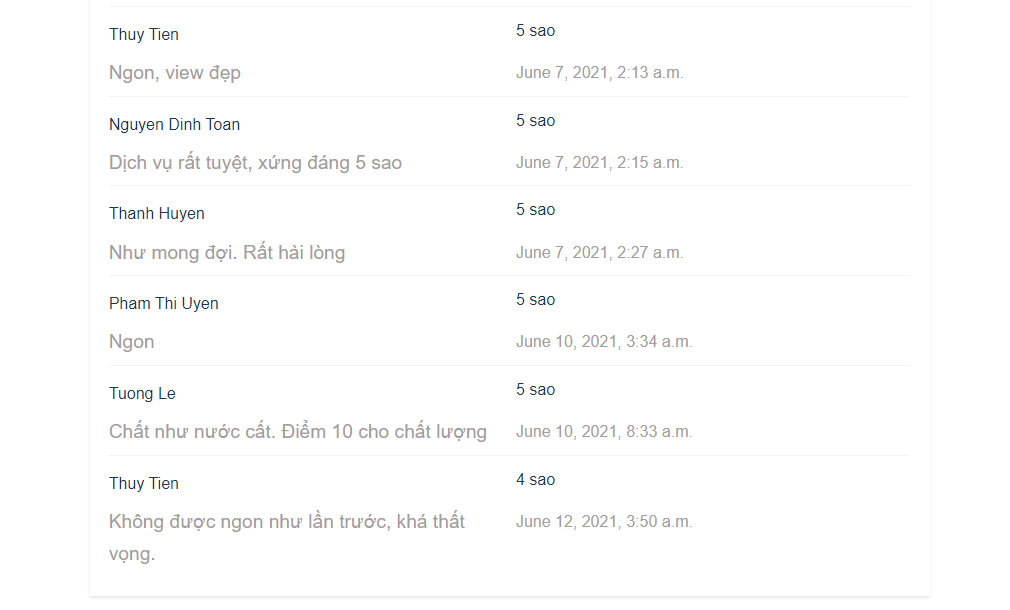 Thuy Tien
5 sao
Ngon, view đẹp
June 7, 2021, 2:13 a.m.
Nguyen Dinh Toan
5 sao
Dịch vụ rất tuyệt, xứng đáng 5 sao
June 7, 2021, 2:15 a.m.
Thanh Huyen
5 sao
Như mong đợi. Rất hài lòng
June 7, 2021, 2:27 a.m.
Pham Thi Uyen
5 sao
Ngon
June 10, 2021, 3:34 a.m.
Tuong Le
5 sao
Chất như nước cất. Điểm 10 cho chất lượng
June 10, 2021, 8:33 a.m.
Thuy Tien
4 sao
Không được ngon như lần trước, khá thất
vọng.
June 12, 2021, 3:50 a.m.